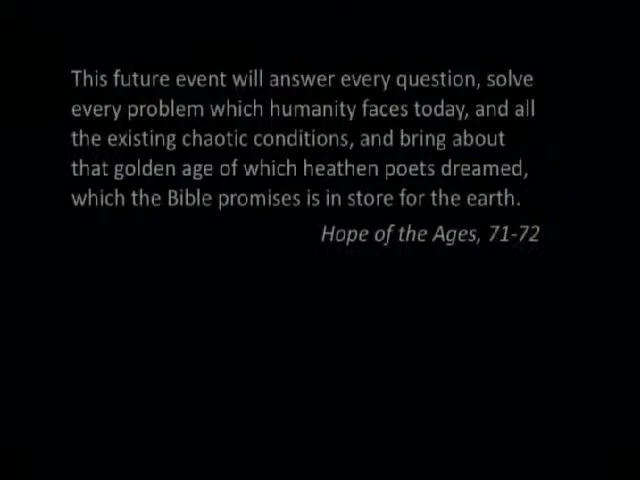 This future event will answer every question, solve
every problem which humanity faces today, and all
the existing chaotic conditions, and bring about
that golden age of which heathen poets dreamed,
which the Bible promises is in store for the earth.
Hope of the Ages, 71-72